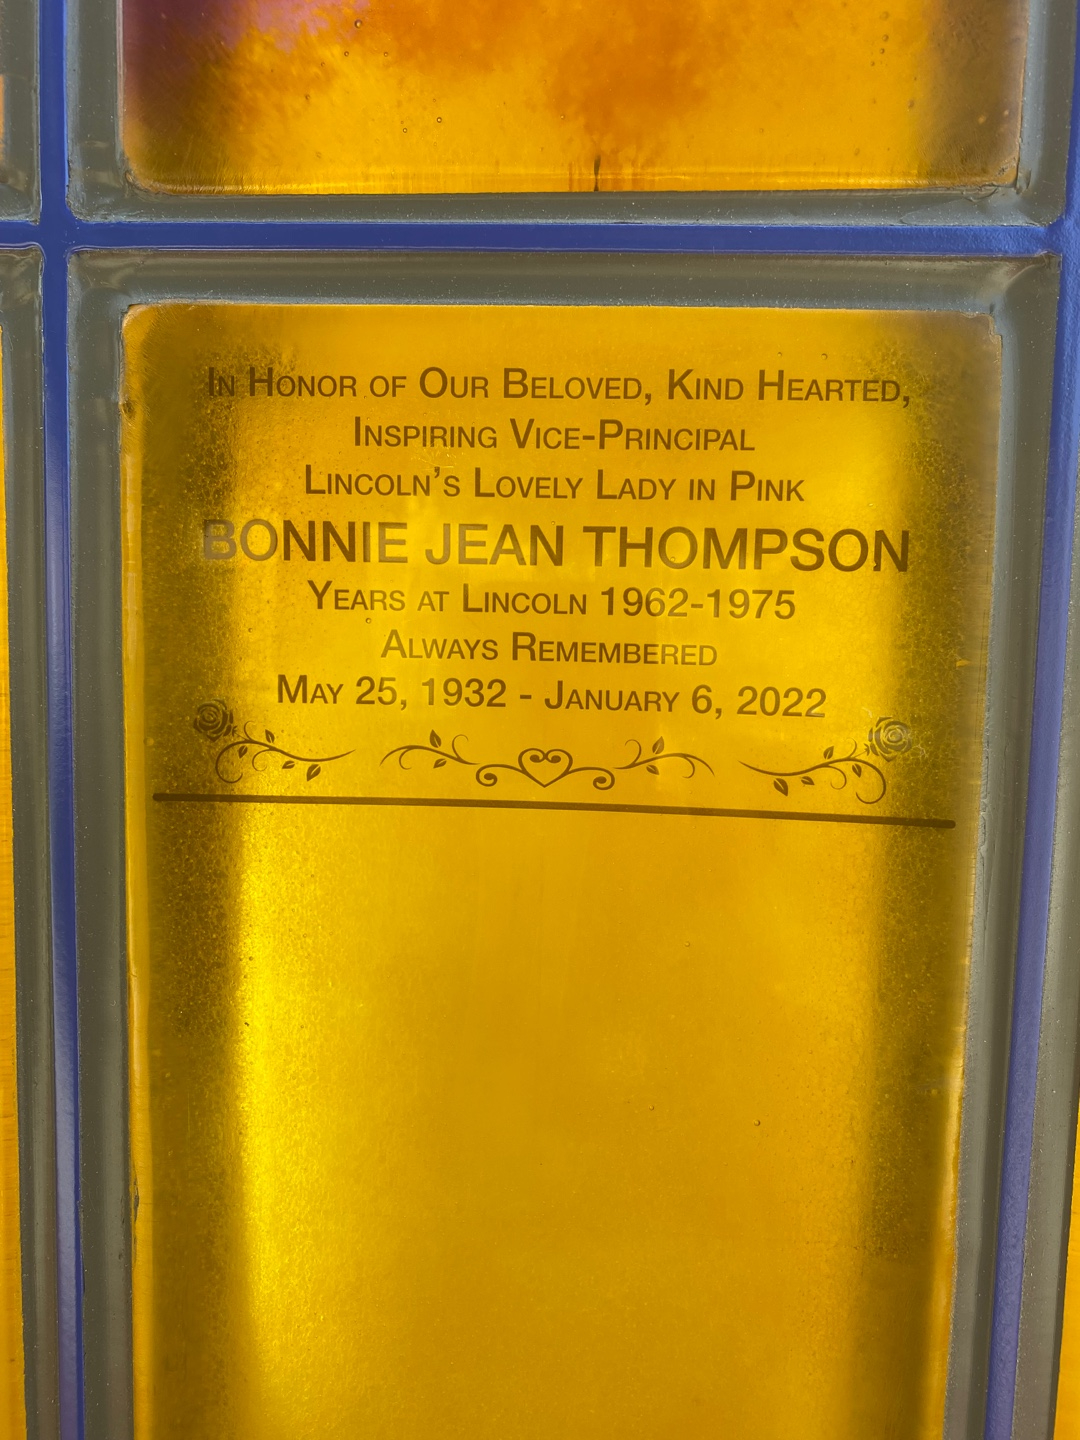 In Honor of Our Beloved, Kind Hearted,
Inspiring Vice-Principal
Lincoln's Lovely Lady in Pink
BONNIE JEAN THOMPSON
Years at Lincoln 1962-1975
Always Remembered
May 25, 1932 - January 6, 2022